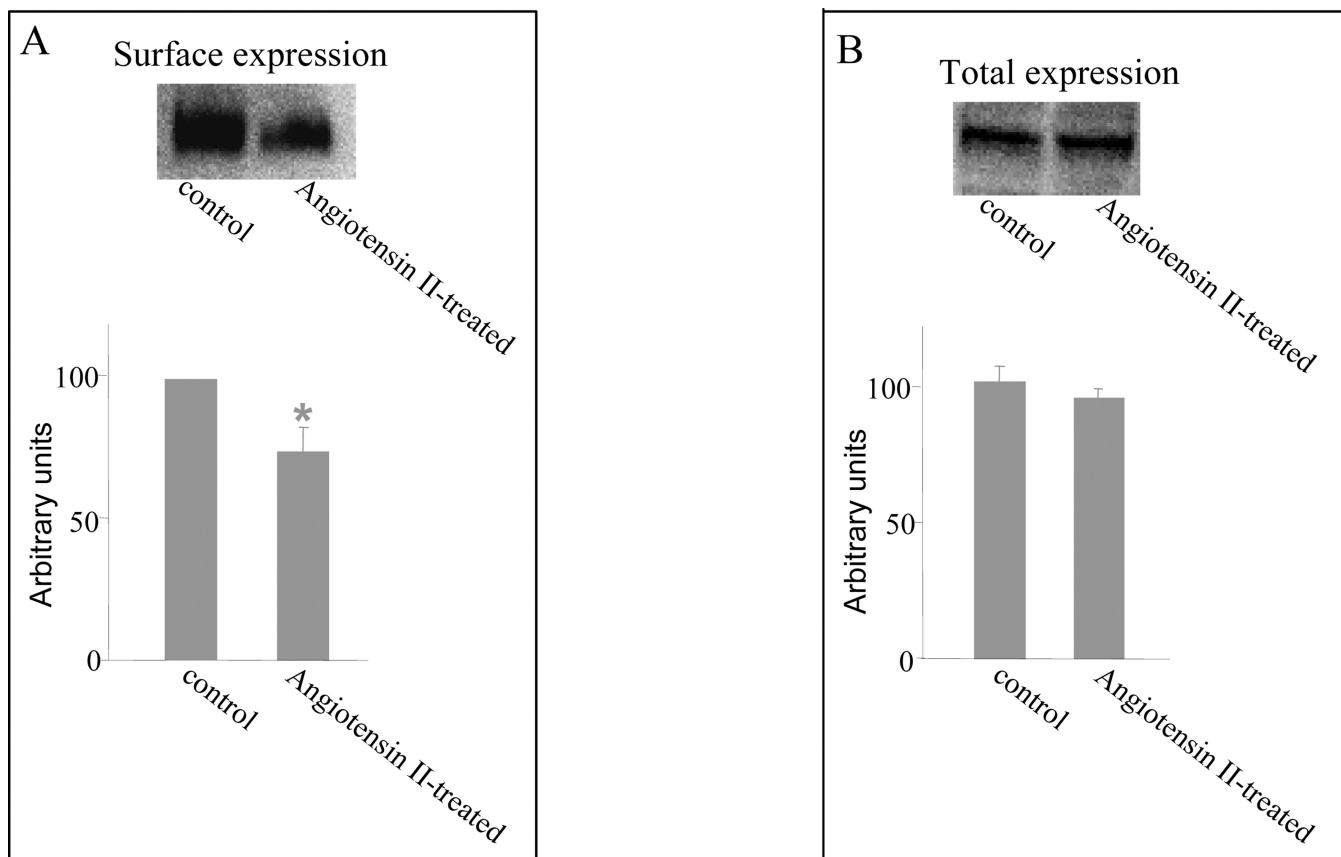 A
Surface expression
control
Angiotensin II-treated
100
*
50
0
Arbitrary units
control
Angiotensin II-treated
B
Total expression
control
Angiotensin II-treated
100
50
0
Arbitrary units
control
Angiotensin II-treated